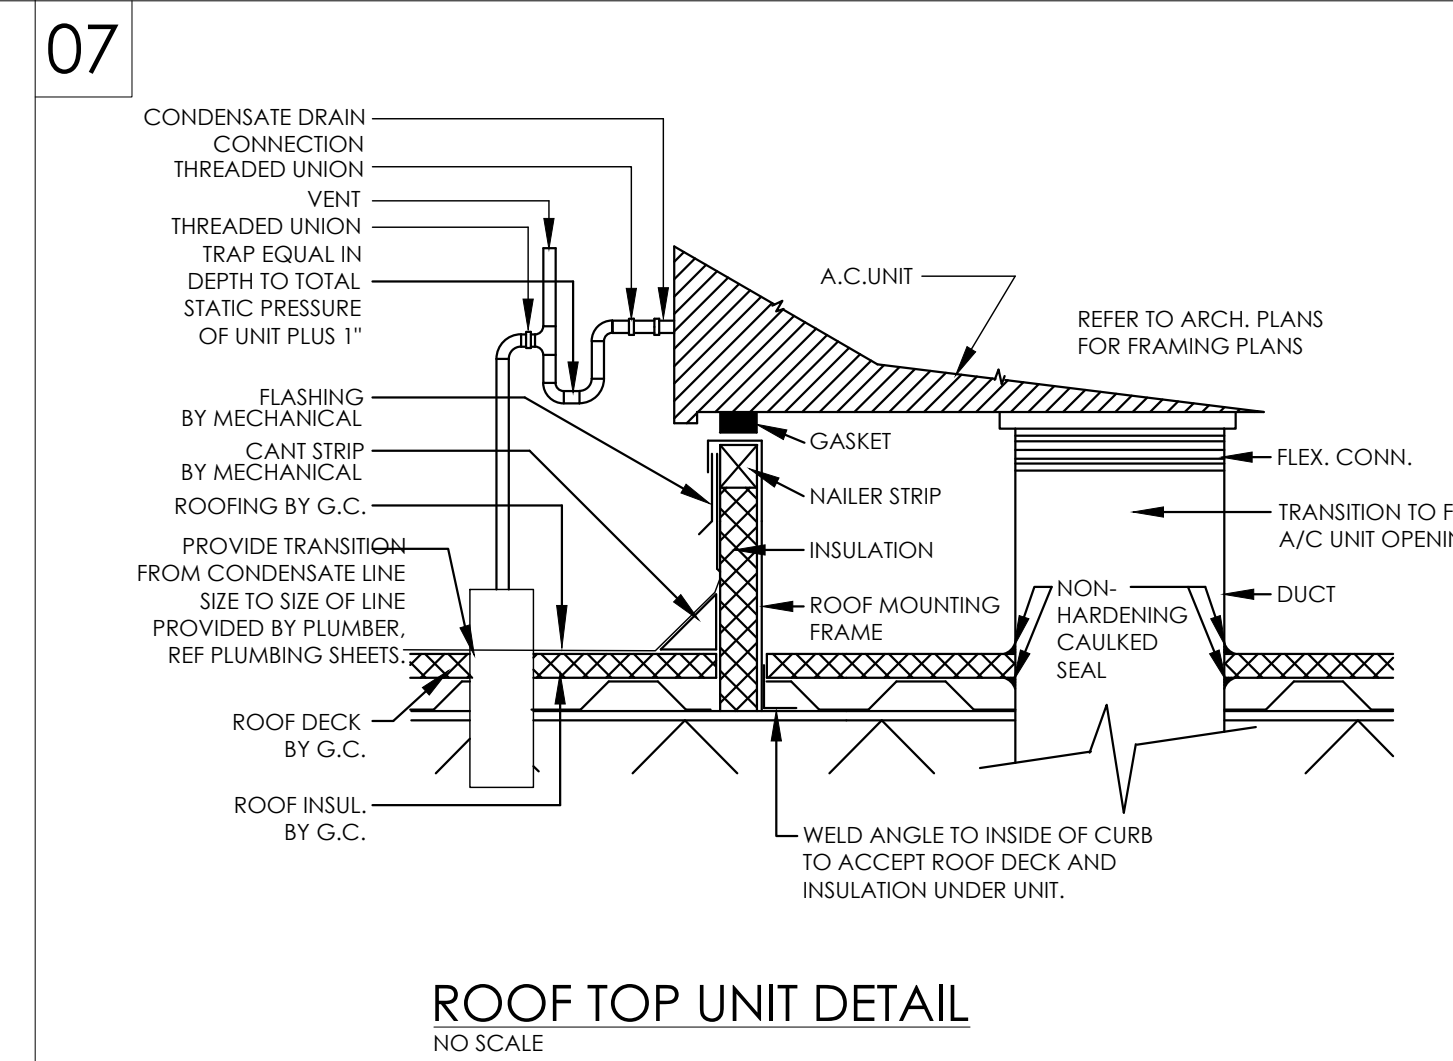 07
CONDENSATE DRAIN
CONNECTION
THREADED UNION
VENT
THREADED UNION
TRAP EQUAL IN
DEPTH TO TOTAL
STATIC PRESSURE
OF UNIT PLUS 1"
FLASHING
BY MECHANICAL
CANT STRIP
BY MECHANICAL
ROOFING BY G.C.
PROVIDE TRANSITION
FROM CONDENSATE LINE
SIZE TO SIZE OF LINE
PROVIDED BY PLUMBER,
REF PLUMBING SHEETS.
ROOF DECK
BY G.C.
ROOF INSUL.
BY G.C.
A.C.UNIT
REFER TO ARCH. PLANS
FOR FRAMING PLANS
GASKET
NAILER STRIP
INSULATION
ROOF MOUNTING
FRAME
FLEX. CONN.
TRANSITION TO
A/C UNIT
DUCT
NON-
HARDENING
CAULKED
SEAL
WELD ANGLE TO INSIDE OF CURB
TO ACCEPT ROOF DECK AND
INSULATION UNDER UNIT.
ROOF TOP UNIT DETAIL
NO SCALE